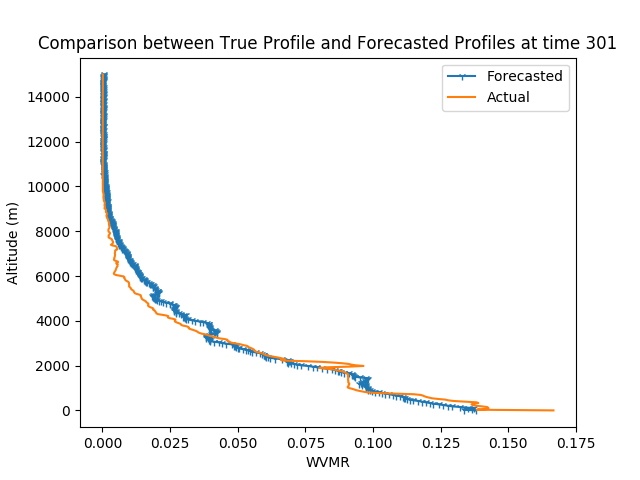 Comparison between True Profile and Forecasted Profiles at time 301
Forecasted
Actual
14000
12000
10000
8000
6000
4000
2000
0
Altitude (m)
0.000 0.025 0.050 0.075 0.100 0.125 0.150 0.175
WVMR